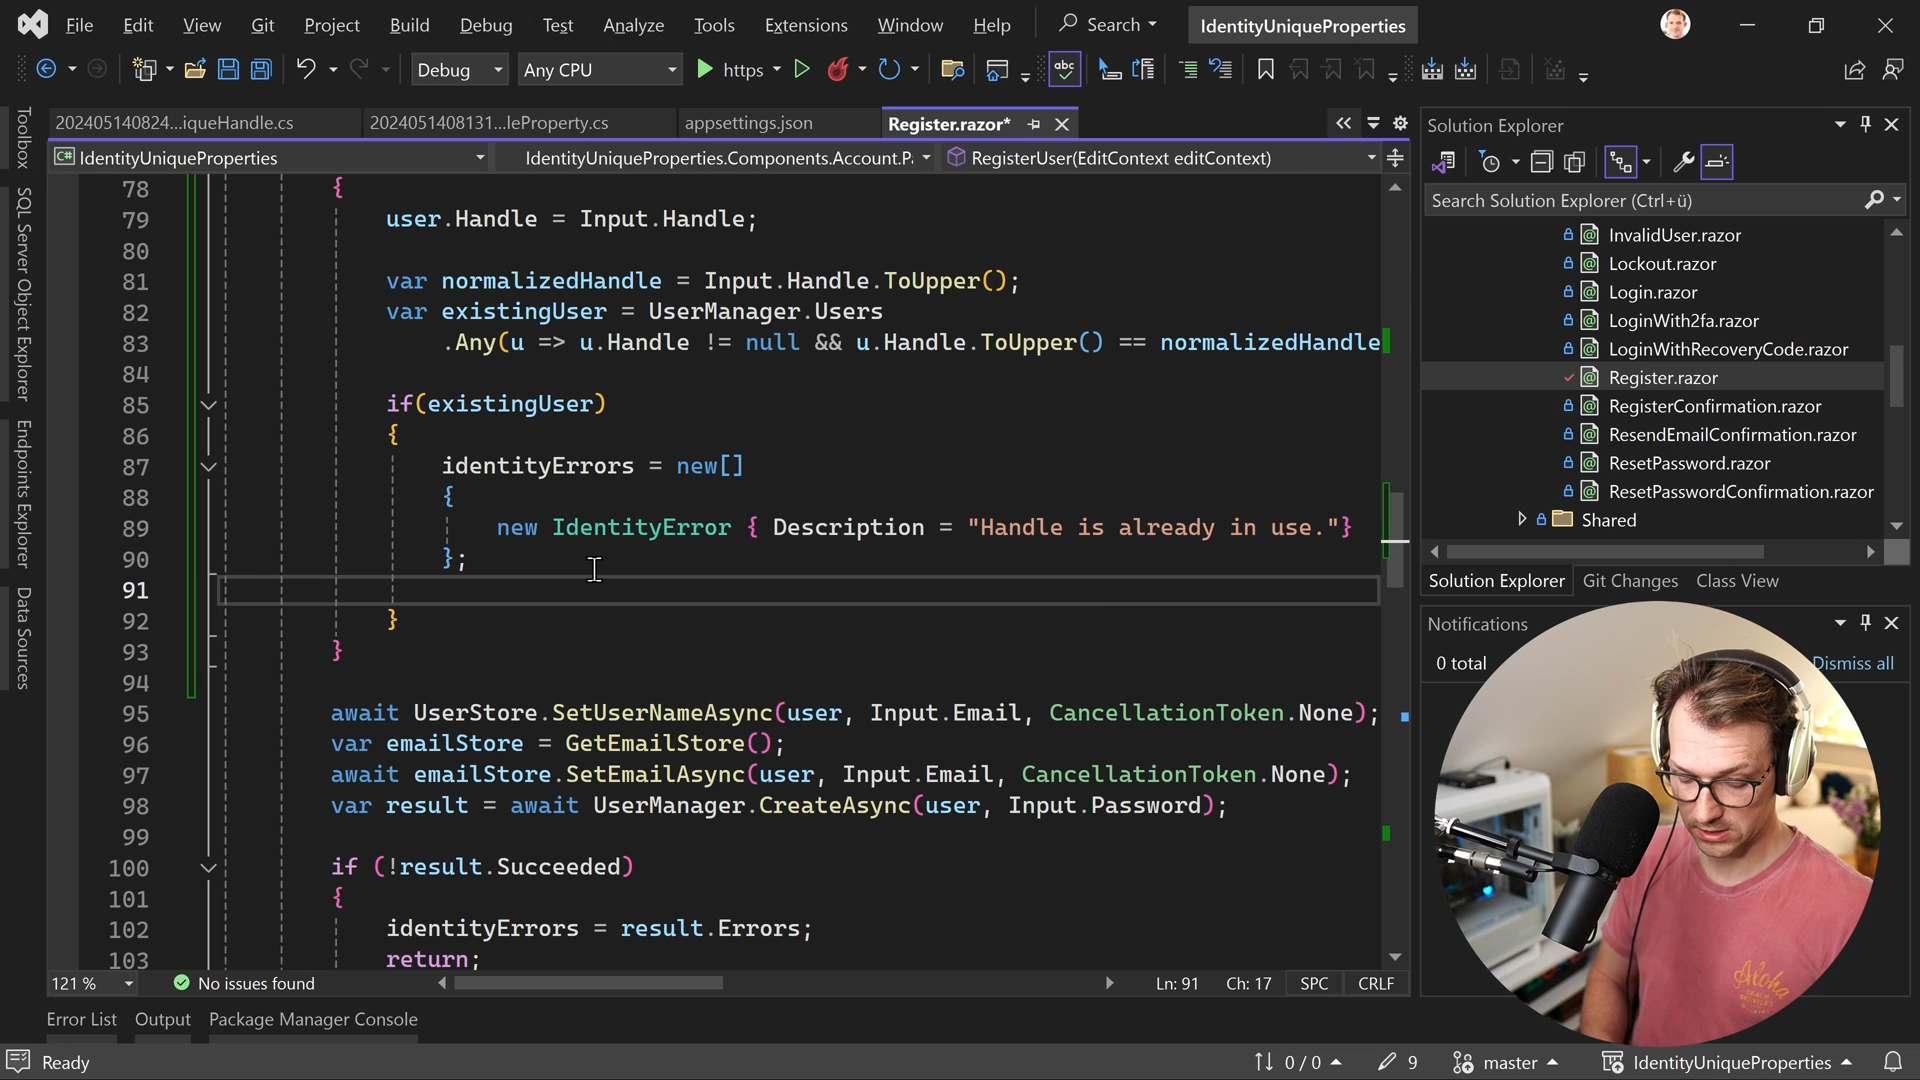 File Edit View Git Project Build Debug Test Analyze Tools Extensions Window Help Search IdentityUniqueProperties
Debug Any CPU https abc
202405140824...iqueHandle.cs 2024051408131...leProperty.cs appsettings.json Register.razor*
IdentityUniqueProperties IdentityUniqueProperties.Components.Account.P. RegisterUser(EditContext editContext)
78 {
79 user.Handle = Input.Handle;
80
81 var normalizedHandle = Input.Handle.ToUpper();
82 var existingUser = UserManager.Users
83 .Any(u => u.Handle != null && u.Handle.ToUpper() == normalizedHandle
84
85 if(existingUser)
86 {
87 identityErrors = new[]
88 {
89 new IdentityError { Description = "Handle is already in use."}
90 };
91
92 }
93 }
94
95 await UserStore.SetUserNameAsync(user, Input.Email, CancellationToken.None);
96 var emailStore = GetEmailStore();
97 await emailStore.SetEmailAsync(user, Input.Email, CancellationToken.None);
98 var result = await UserManager.CreateAsync(user, Input.Password);
99
100 if (!result.Succeeded)
101 {
102 identityErrors = result.Errors;
103 return;
121 % No issues found Ln: 91 Ch: 17 SPC CRLF
Error List Output Package Manager Console
Ready 0 / 0 9 master IdentityUniqueProperties
Toolbox
SQL Server Object Explorer
Endpoints Explorer
Data Sources
Solution Explorer
Search Solution Explorer (Ctrl+ü)
InvalidUser.razor
Lockout.razor
Login.razor
LoginWith2fa.razor
LoginWithRecoveryCode.razor
Register.razor
RegisterConfirmation.razor
ResendEmailConfirmation.razor
ResetPassword.razor
ResetPasswordConfirmation.razor
Shared
Solution Explorer Git Changes Class View
Notifications
0 total Dismiss all
Aloha